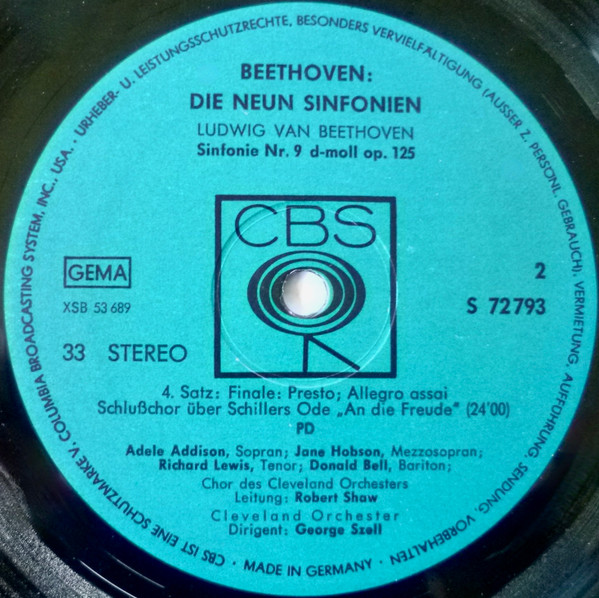 URHEBER- U. LEISTUNGSSCHUTZRECHTE, BESONDERS VERVIELFÄLTIGUNG (AUSSER Z. PERSÖNL. GEBRAUCH), VERMIETUNG, AUFFÜHRUNG, SENDUNG, VORBEHALTEN
BEETHOVEN:
DIE NEUN SINFONIEN
LUDWIG VAN BEETHOVEN
Sinfonie Nr. 9 d-moll op. 125
CBS
GEMA
2
XSB 53 689
S 72793
33 STEREO
4. Satz: Finale: Presto; Allegro assai
Schlußchor über Schillers Ode „An die Freude" (24'00)
PD
Adele Addison, Sopran; Jane Hobson, Mezzosopran;
Richard Lewis, Tenor; Donald Bell, Bariton;
Chor des Cleveland Orchesters
Leitung: Robert Shaw
Cleveland Orchester
Dirigent: George Szell
CBS IST EINE SCHUTZMARKE V. COLUMBIA BROADCASTING SYSTEM, INC., USA. •
• MADE IN GERMANY •